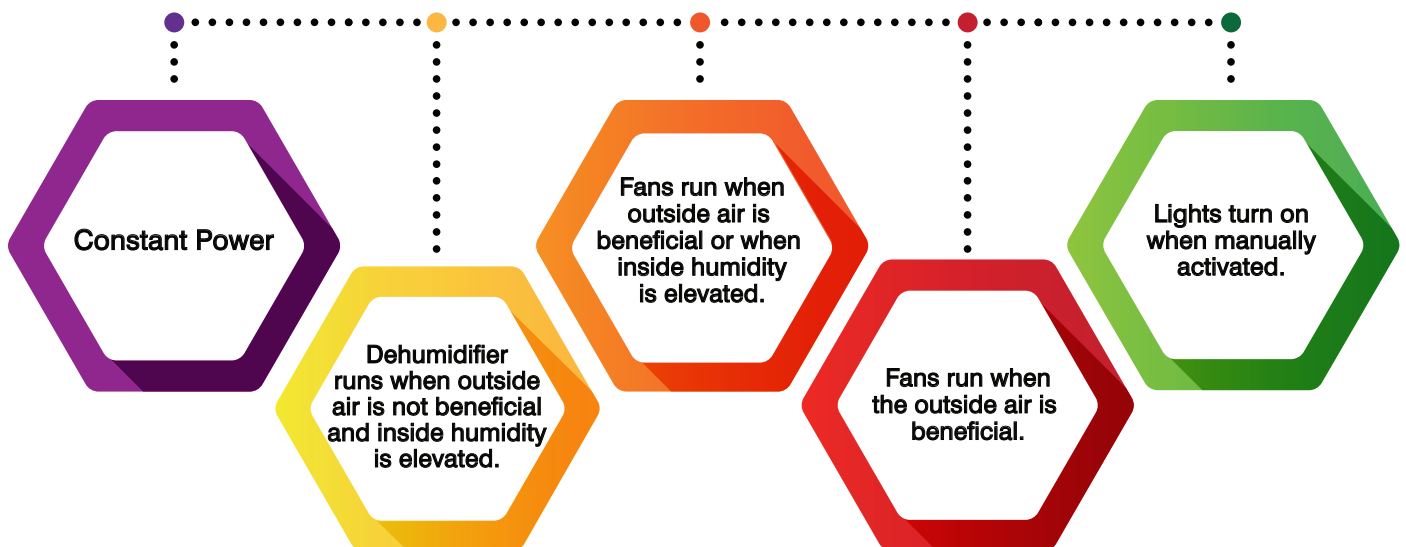 Constant Power
Dehumidifier
runs when outside
air is not beneficial
and inside humidity
is elevated.
Fans run when
outside air is
beneficial or when
inside humidity
is elevated.
Fans run when
the outside air is
beneficial.
Lights turn on
when manually
activated.